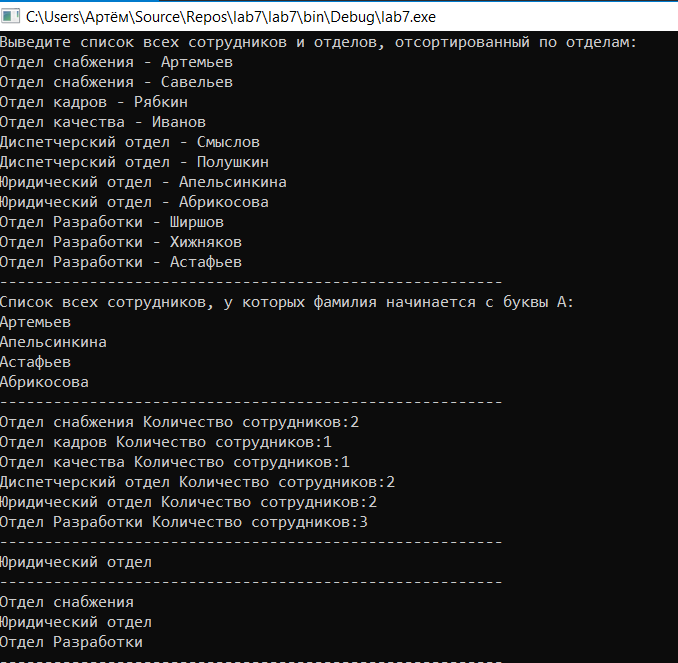 C:\Users\Артём\Source\Repos\lab7\lab7\bin\Debug\lab7.exe
Выведите список всех сотрудников и отделов, отсортированный по отделам:
Отдел снабжения - Артемьев
Отдел снабжения - Савельев
Отдел кадров - Рябкин
Отдел качества - Иванов
Диспетчерский отдел - Смыслов
Диспетчерский отдел - Полушкин
Юридический отдел - Апельсинкина
Юридический отдел - Абрикосова
Отдел Разработки - Ширшов
Отдел Разработки - Хижняков
Отдел Разработки - Астафьев
--------------------------------------------------------
Список всех сотрудников, у которых фамилия начинается с буквы А:
Артемьев
Апельсинкина
Астафьев
Абрикосова
--------------------------------------------------------
Отдел снабжения Количество сотрудников:2
Отдел кадров Количество сотрудников:1
Отдел качества Количество сотрудников:1
Диспетчерский отдел Количество сотрудников:2
Юридический отдел Количество сотрудников:2
Отдел Разработки Количество сотрудников:3
--------------------------------------------------------
Юридический отдел
--------------------------------------------------------
Отдел снабжения
Юридический отдел
Отдел Разработки
--------------------------------------------------------